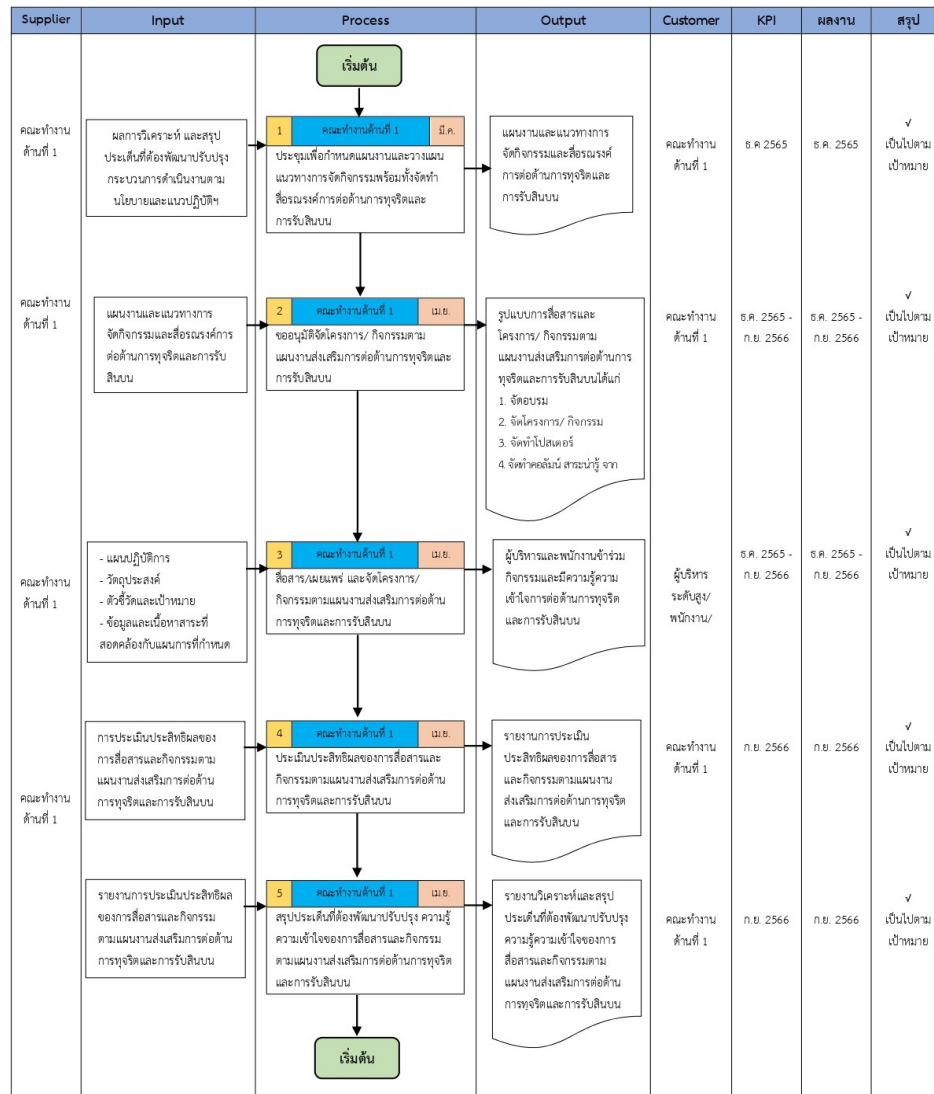 Supplier Input Process Output Customer KPI ผลงาน สรุป
เริ่มต้น
คณะทำงาน
ด้านที่ 1
ผลการวิเคราะห์ และสรุป
ประเด็นที่ต้องพัฒนาปรับปรุง
กระบวนการดำเนินงานตาม
นโยบายและแนวปฏิบัติฯ
1 คณะทำงานด้านที่ 1 มี.ค.
ประชุมเพื่อกำหนดแผนงานและวางแผน
แนวทางการจัดกิจกรรมพร้อมทั้งจัดทำ
สื่อรณรงค์การต่อต้านการทุจริตและ
การรับสินบน
แผนงานและแนวทางการ
จัดกิจกรรมและสื่อรณรงค์
การต่อต้านการทุจริตและ
การรับสินบน
คณะทำงาน
ด้านที่ 1
ธ.ค 2565
ธ.ค. 2565
√
เป็นไปตาม
เป้าหมาย
คณะทำงาน
ด้านที่ 1
แผนงานและแนวทางการ
จัดกิจกรรมและสื่อรณรงค์การ
ต่อต้านการทุจริตและการรับ
สินบน
2 คณะทำงานด้านที่ 1 เม.ย.
ขออนุมัติจัดโครงการ/ กิจกรรมตาม
แผนงานส่งเสริมการต่อต้านการทุจริตและ
การรับสินบน
รูปแบบการสื่อสารและ
โครงการ/ กิจกรรมตาม
แผนงานส่งเสริมการต่อต้านการ
ทุจริตและการรับสินบนได้แก่
1. จัดอบรม
2. จัดโครงการ/ กิจกรรม
3. จัดทำโปสเตอร์
4. จัดทำคอลัมน์ สาระน่ารู้ จาก
คณะทำงาน
ด้านที่ 1
ธ.ค. 2565 -
ก.ย. 2566
ธ.ค. 2565 -
ก.ย. 2566
√
เป็นไปตาม
เป้าหมาย
คณะทำงาน
ด้านที่ 1
- แผนปฏิบัติการ
- วัตถุประสงค์
- ตัวชี้วัดและเป้าหมาย
- ข้อมูลและเนื้อหาสาระที่
สอดคล้องกับแผนการที่กำหนด
3 คณะทำงานด้านที่ 1 เม.ย.
สื่อสาร/เผยแพร่ และจัดโครงการ/
กิจกรรมตามแผนงานส่งเสริมการต่อต้าน
การทุจริตและการรับสินบน
ผู้บริหารและพนักงานข้าร่วม
กิจกรรมและมีความรู้ความ
เข้าใจการต่อต้านการทุจริต
และการรับสินบน
ผู้บริหาร
ระดับสูง/
พนักงาน/
ธ.ค. 2565 -
ก.ย. 2566
ธ.ค. 2565 -
ก.ย. 2566
√
เป็นไปตาม
เป้าหมาย
คณะทำงาน
ด้านที่ 1
การประเมินประสิทธิผลของ
การสื่อสารและกิจกรรมตาม
แผนงานส่งเสริมการต่อต้าน
การทุจริตและการรับสินบน
4 คณะทำงานด้านที่ 1 เม.ย.
ประเมินประสิทธิผลของการสื่อสารและ
กิจกรรมตามแผนงานส่งเสริมการต่อต้าน
การทุจริตและการรับสินบน
รายงานการประเมิน
ประสิทธิผลของการสื่อสาร
และกิจกรรมตามแผนงาน
ส่งเสริมการต่อต้านการทุจริต
และการรับสินบน
คณะทำงาน
ด้านที่ 1
ก.ย. 2566
ก.ย. 2566
√
เป็นไปตาม
เป้าหมาย
รายงานการประเมินประสิทธิผล
ของการสื่อสารและกิจกรรม
ตามแผนงานส่งเสริมการต่อต้าน
การทุจริตและการรับสินบน
5 คณะทำงานด้านที่ 1 เม.ย.
สรุปประเด็นที่ต้องพัฒนาปรับปรุง ความรู้
ความเข้าใจของการสื่อสารและกิจกรรม
ตามแผนงานส่งเสริมการต่อต้านการทุจริต
และการรับสินบน
รายงานวิเคราะห์และสรุป
ประเด็นที่ต้องพัฒนาปรับปรุง
ความรู้ความเข้าใจของการ
สื่อสารและกิจกรรมตาม
แผนงานส่งเสริมการต่อต้าน
การทุจริตและการรับสินบน
คณะทำงาน
ด้านที่ 1
ก.ย. 2566
ก.ย. 2566
√
เป็นไปตาม
เป้าหมาย
เริ่มต้น